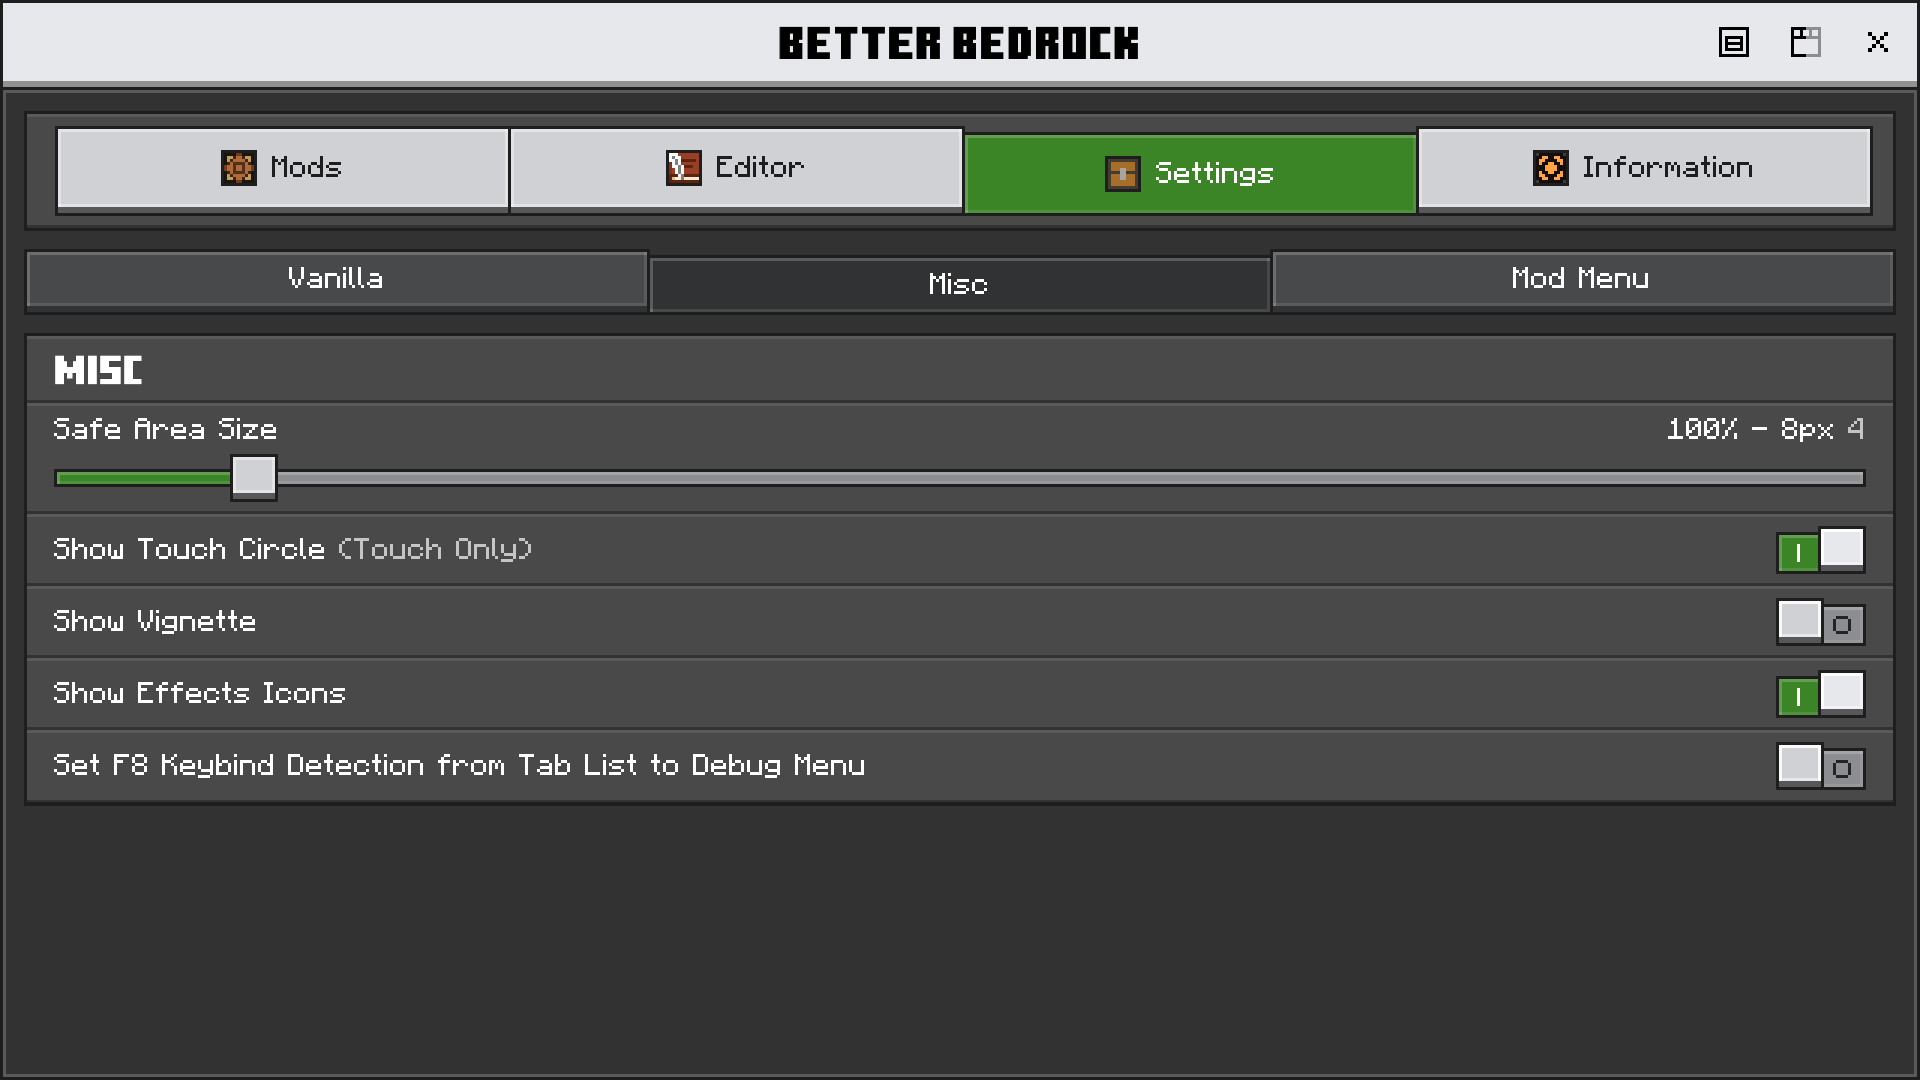 BETTER BEDROCK
Mods
Editor
Settings
Information
Vanilla
Misc
Mod Menu
MISC
Safe Area Size
100% - 8px 4
Show Touch Circle (Touch Only)
Show Vignette
Show Effects Icons
Set F8 Keybind Detection from Tab List to Debug Menu